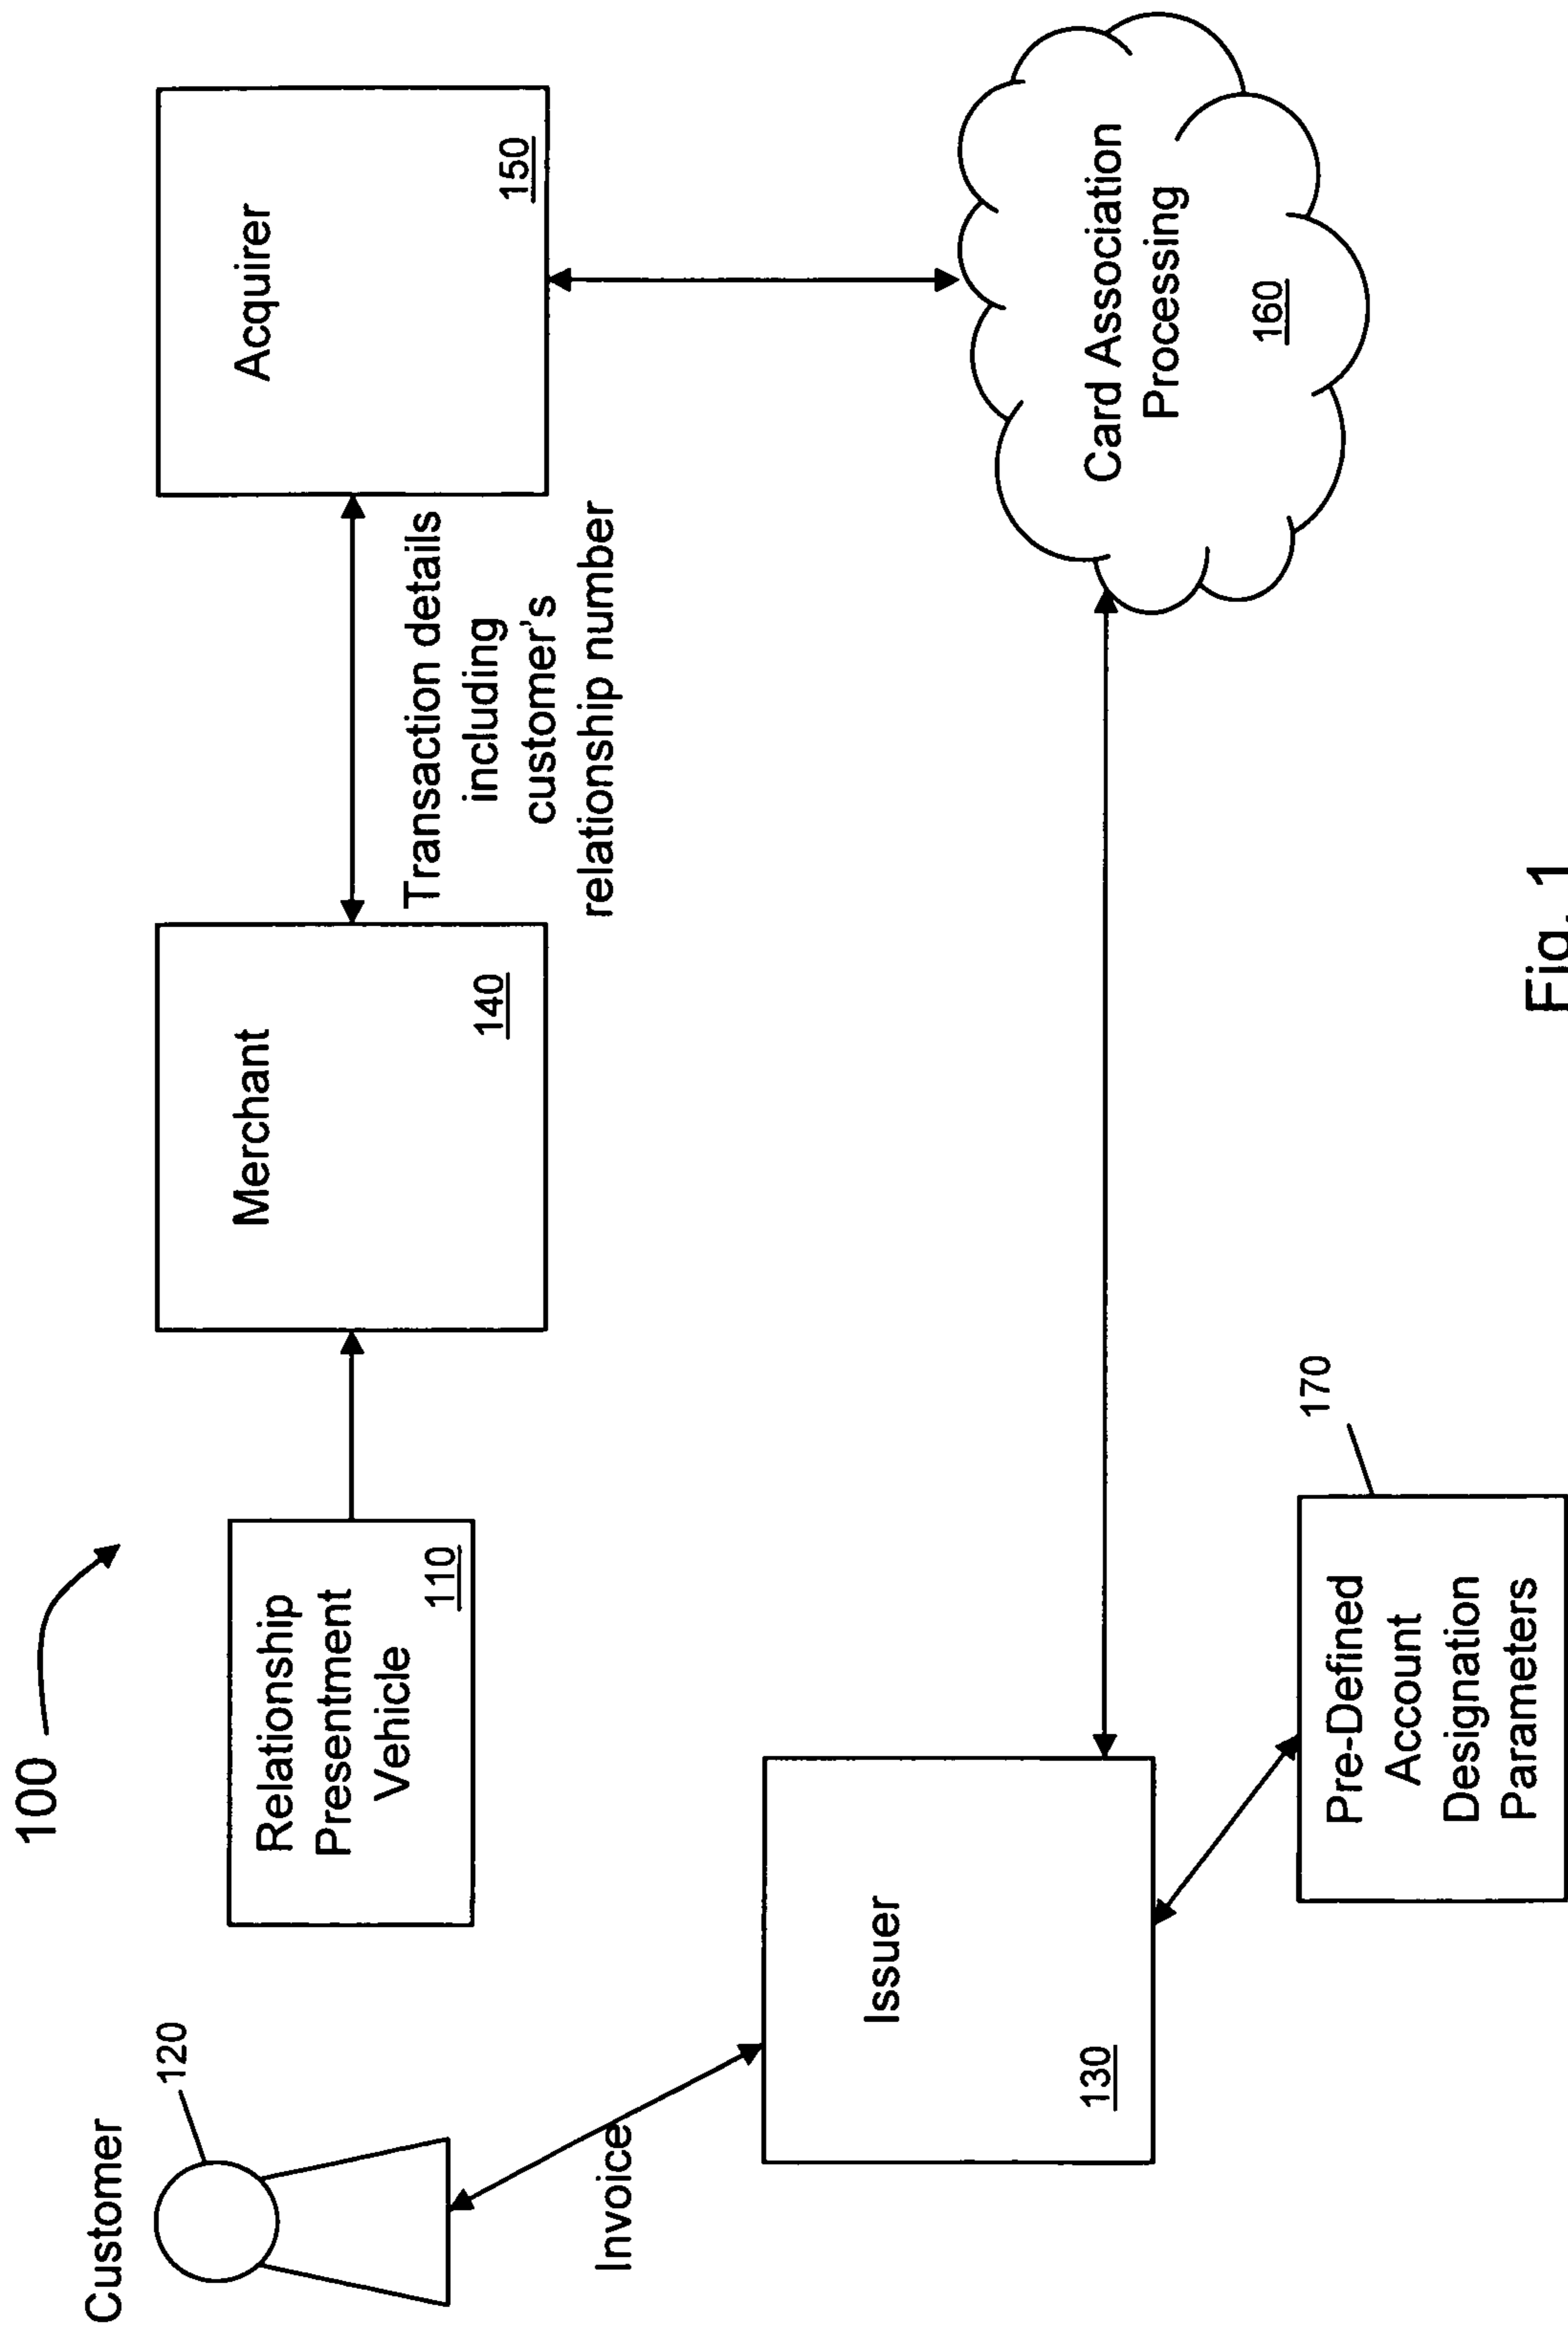 100
Customer
120
Relationship
Presentment
Vehicle
110
Merchant
140
Transaction details
including
customer's
relationship number
Acquirer
150
Invoice
Issuer
130
Card Association
Processing
160
Pre-Defined
Account
Designation
Parameters
170
Fig. 1